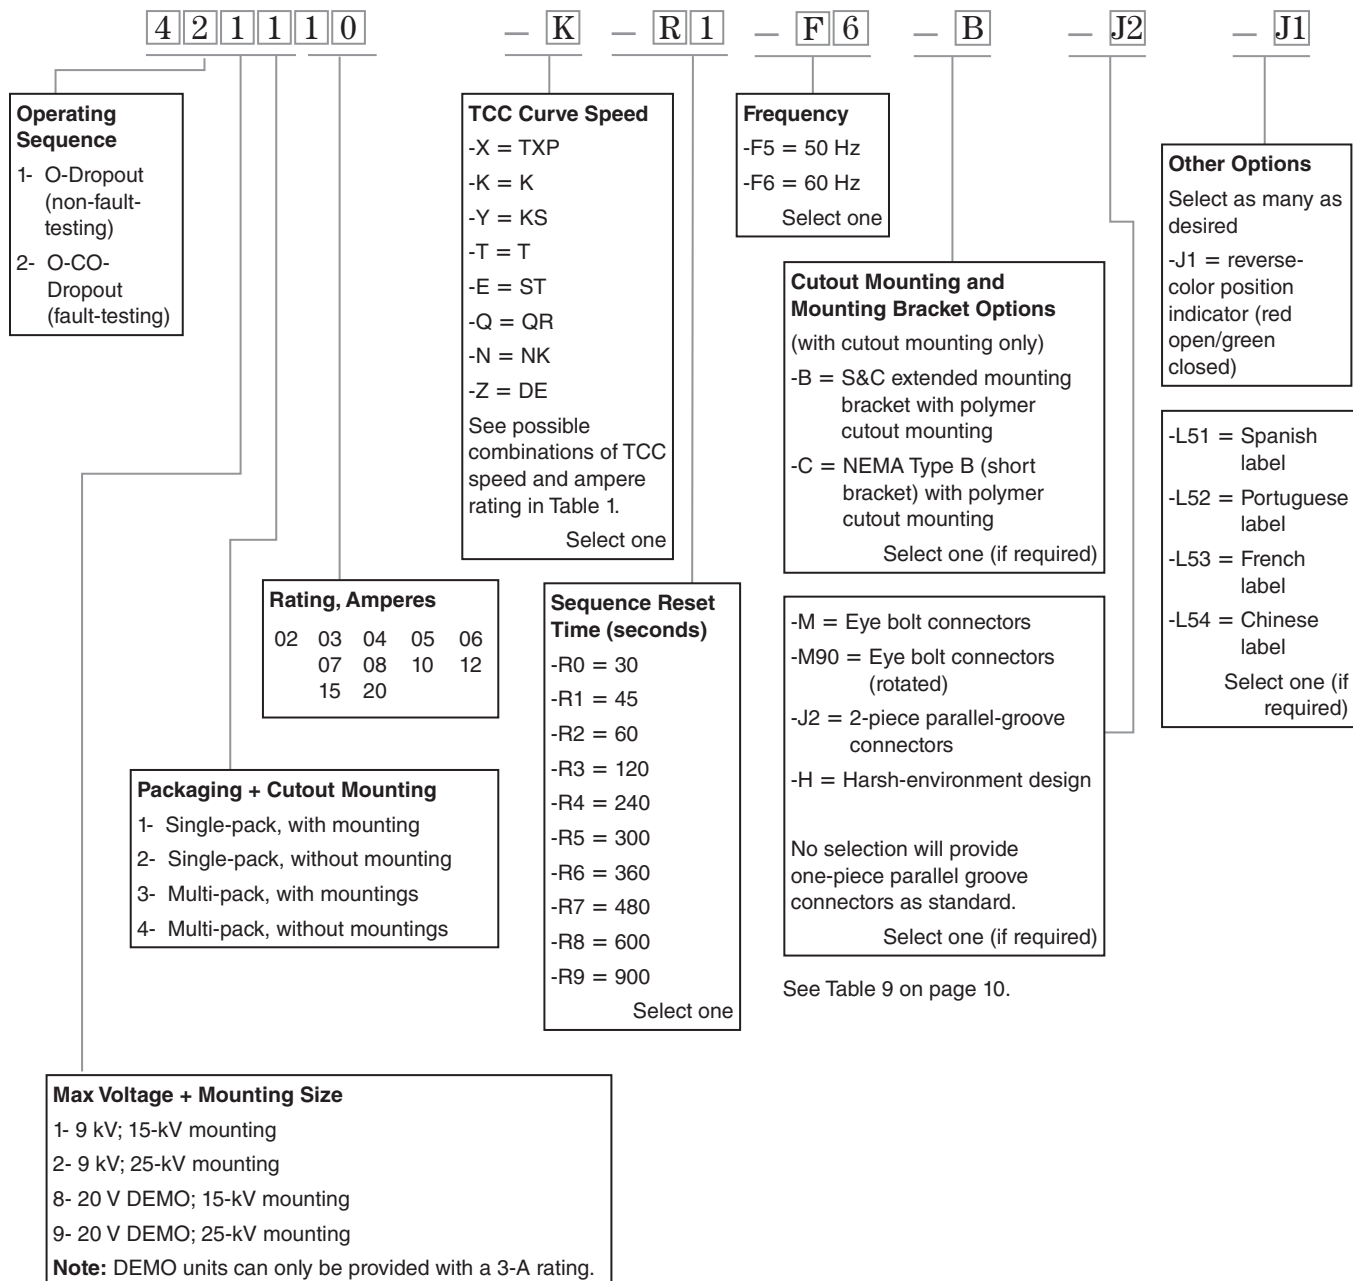 4 2 1 1 1 0 – K – R 1 – F 6 – B – J2 – J1
Operating
Sequence
1- O-Dropout
(non-fault-
testing)
2- O-CO-
Dropout
(fault-testing)
TCC Curve Speed
-X = TXP
-K = K
-Y = KS
-T = T
-E = ST
-Q = QR
-N = NK
-Z = DE
See possible
combinations of TCC
speed and ampere
rating in Table 1.
Select one
Frequency
-F5 = 50 Hz
-F6 = 60 Hz
Select one
Other Options
Select as many as
desired
-J1 = reverse-
color position
indicator (red
open/green
closed)
Cutout Mounting and
Mounting Bracket Options
(with cutout mounting only)
-B = S&C extended mounting
bracket with polymer
cutout mounting
-C = NEMA Type B (short
bracket) with polymer
cutout mounting
Select one (if required)
-L51 = Spanish
label
-L52 = Portuguese
label
-L53 = French
label
-L54 = Chinese
label
Select one (if
required)
Rating, Amperes
02 03 04 05 06
07 08 10 12
15 20
Sequence Reset
Time (seconds)
-R0 = 30
-R1 = 45
-R2 = 60
-R3 = 120
-R4 = 240
-R5 = 300
-R6 = 360
-R7 = 480
-R8 = 600
-R9 = 900
Select one
-M = Eye bolt connectors
-M90 = Eye bolt connectors
(rotated)
-J2 = 2-piece parallel-groove
connectors
-H = Harsh-environment design
No selection will provide
one-piece parallel groove
connectors as standard.
Select one (if required)
See Table 9 on page 10.
Packaging + Cutout Mounting
1- Single-pack, with mounting
2- Single-pack, without mounting
3- Multi-pack, with mountings
4- Multi-pack, without mountings
Max Voltage + Mounting Size
1- 9 kV; 15-kV mounting
2- 9 kV; 25-kV mounting
8- 20 V DEMO; 15-kV mounting
9- 20 V DEMO; 25-kV mounting
Note: DEMO units can only be provided with a 3-A rating.